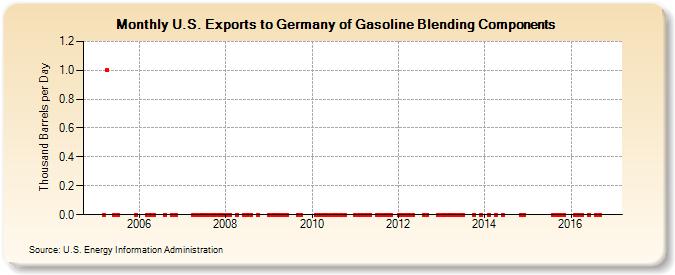 Monthly U.S. Exports to Germany of Gasoline Blending Components
Thousand Barrels per Day
1.2
1.0
0.8
0.6
0.4
0.2
0.0
2006 2008 2010 2012 2014 2016
Source: U.S. Energy Information Administration